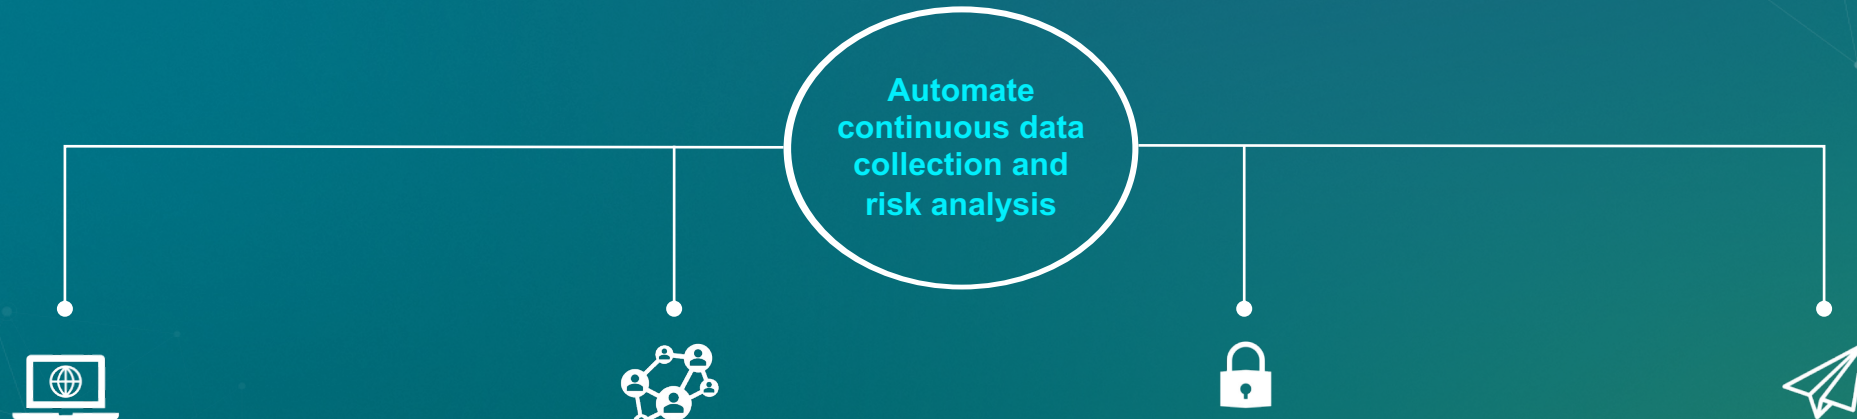 Automate
continuous data
collection and
risk analysis